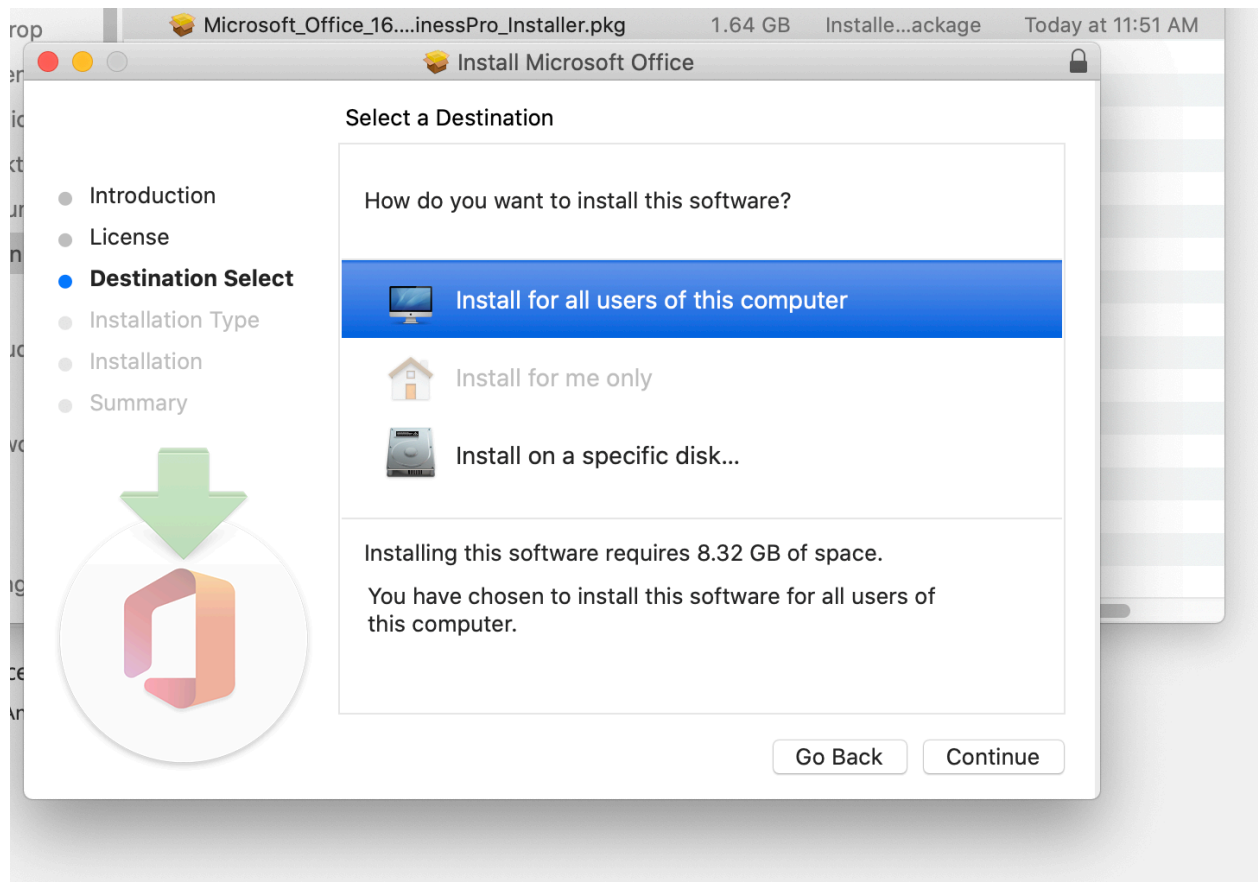 Microsoft_Office_16....inessPro_Installer.pkg 1.64 GB Installe...ackage Today at 11:51 AM
Install Microsoft Office
Select a Destination
Introduction
License
Destination Select
Installation Type
Installation
Summary
How do you want to install this software?
Install for all users of this computer
Install for me only
Install on a specific disk...
Installing this software requires 8.32 GB of space.
You have chosen to install this software for all users of
this computer.
Go Back Continue